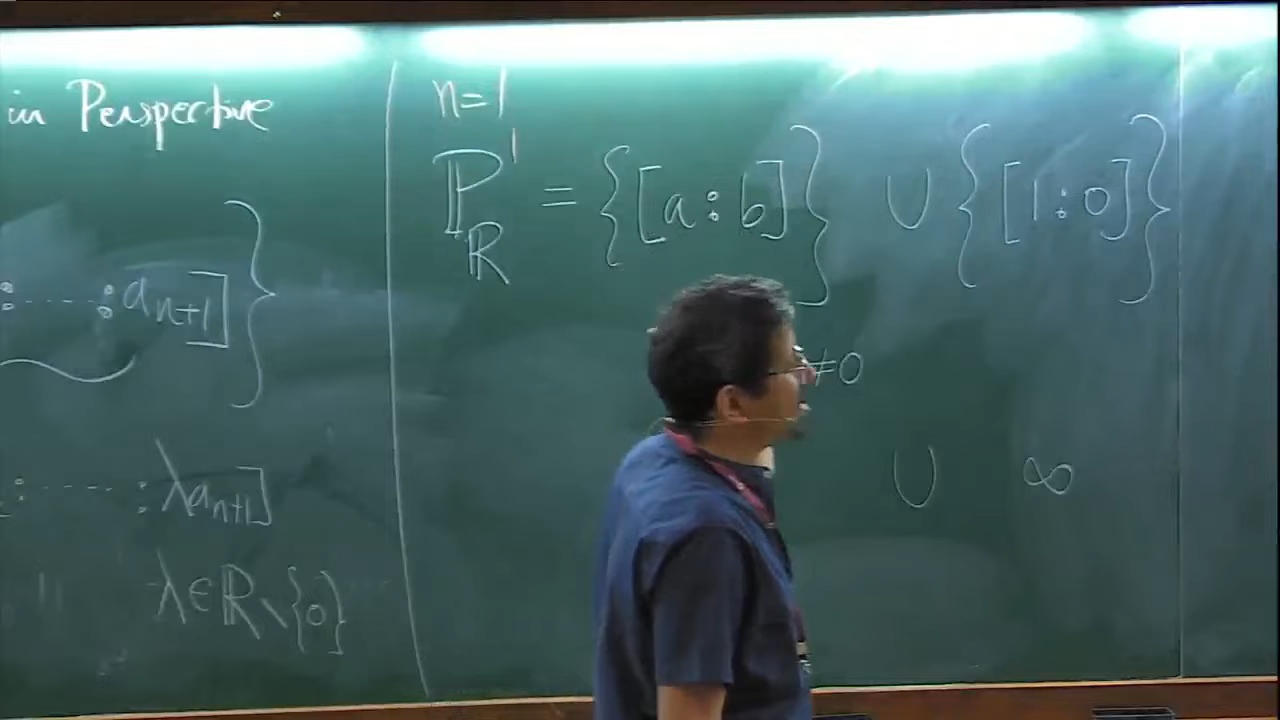 in Perspective
: ..... : a_{n+1}] }
: ..... : λa_{n+1}]
" λ∈ℝ\{0}
n=1
ℙ¹_ℝ = {[a:b]} ∪ {[1:0]}
≠0
∪ ∞